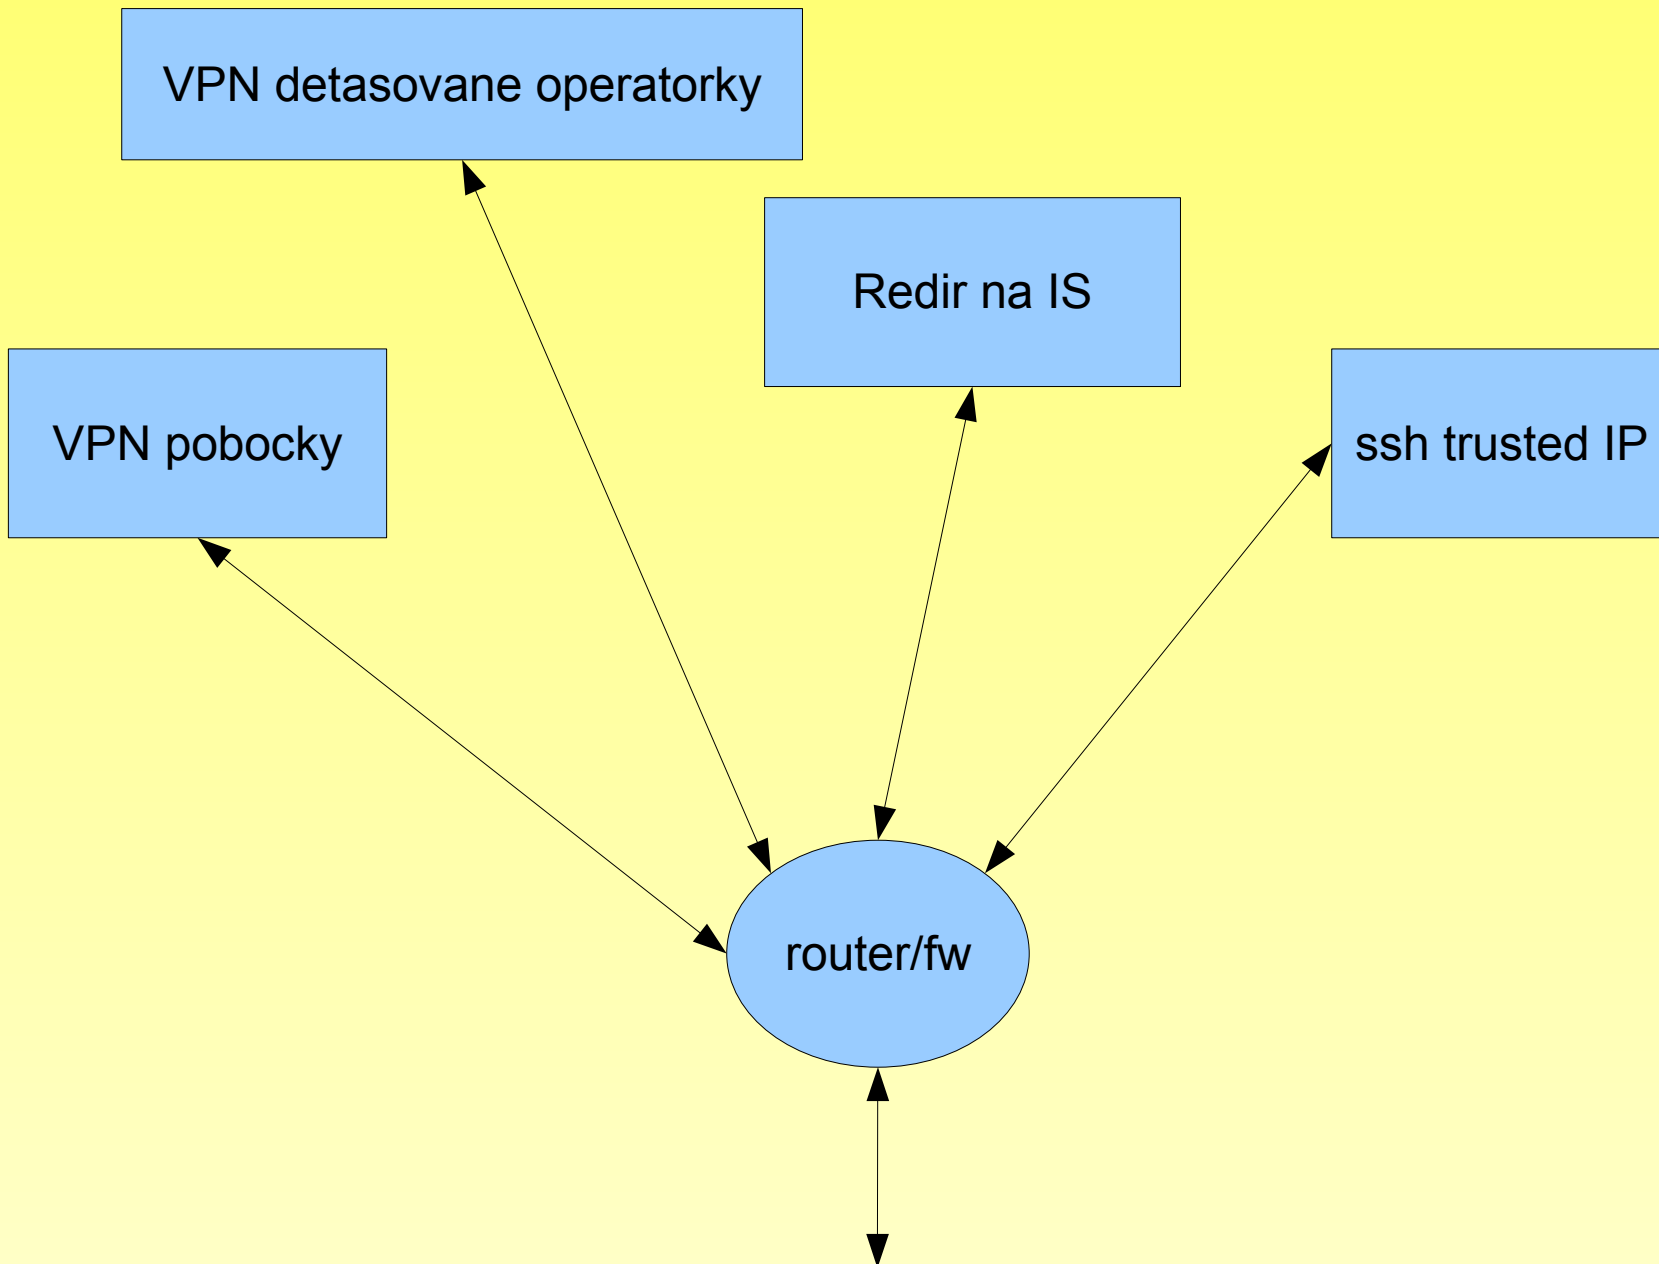 VPN detasovane operatorky
Redir na IS
VPN pobocky
ssh trusted IP
router/fw